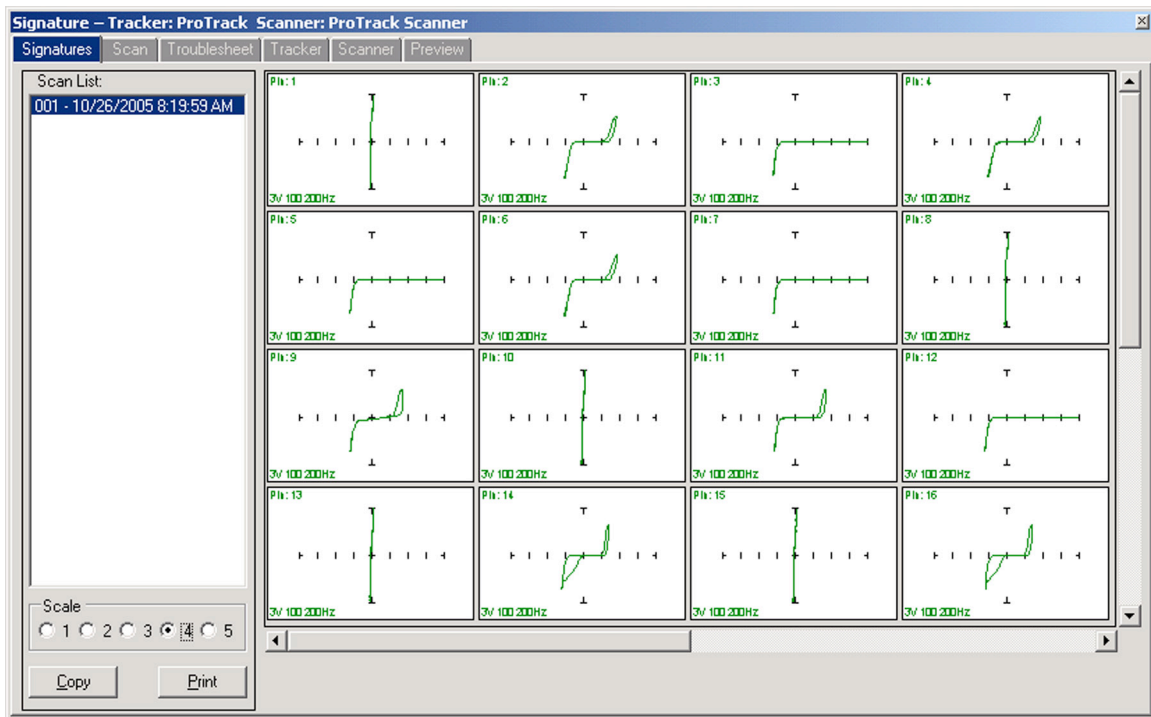 Signature – Tracker: ProTrack Scanner: ProTrack Scanner
Signatures Scan Troublesheet Tracker Scanner Preview
Scan List:
001 - 10/26/2005 8:19:59 AM
Pin: 1
3V 100 200Hz
Pin: 2
3V 100 200Hz
Pin: 3
3V 100 200Hz
Pin: 4
3V 100 200Hz
Pin: 5
3V 100 200Hz
Pin: 6
3V 100 200Hz
Pin: 7
3V 100 200Hz
Pin: 8
3V 100 200Hz
Pin: 9
3V 100 200Hz
Pin: 10
3V 100 200Hz
Pin: 11
3V 100 200Hz
Pin: 12
3V 100 200Hz
Pin: 13
3V 100 200Hz
Pin: 14
3V 100 200Hz
Pin: 15
3V 100 200Hz
Pin: 16
3V 100 200Hz
Scale
1 2 3 4 5
Copy Print